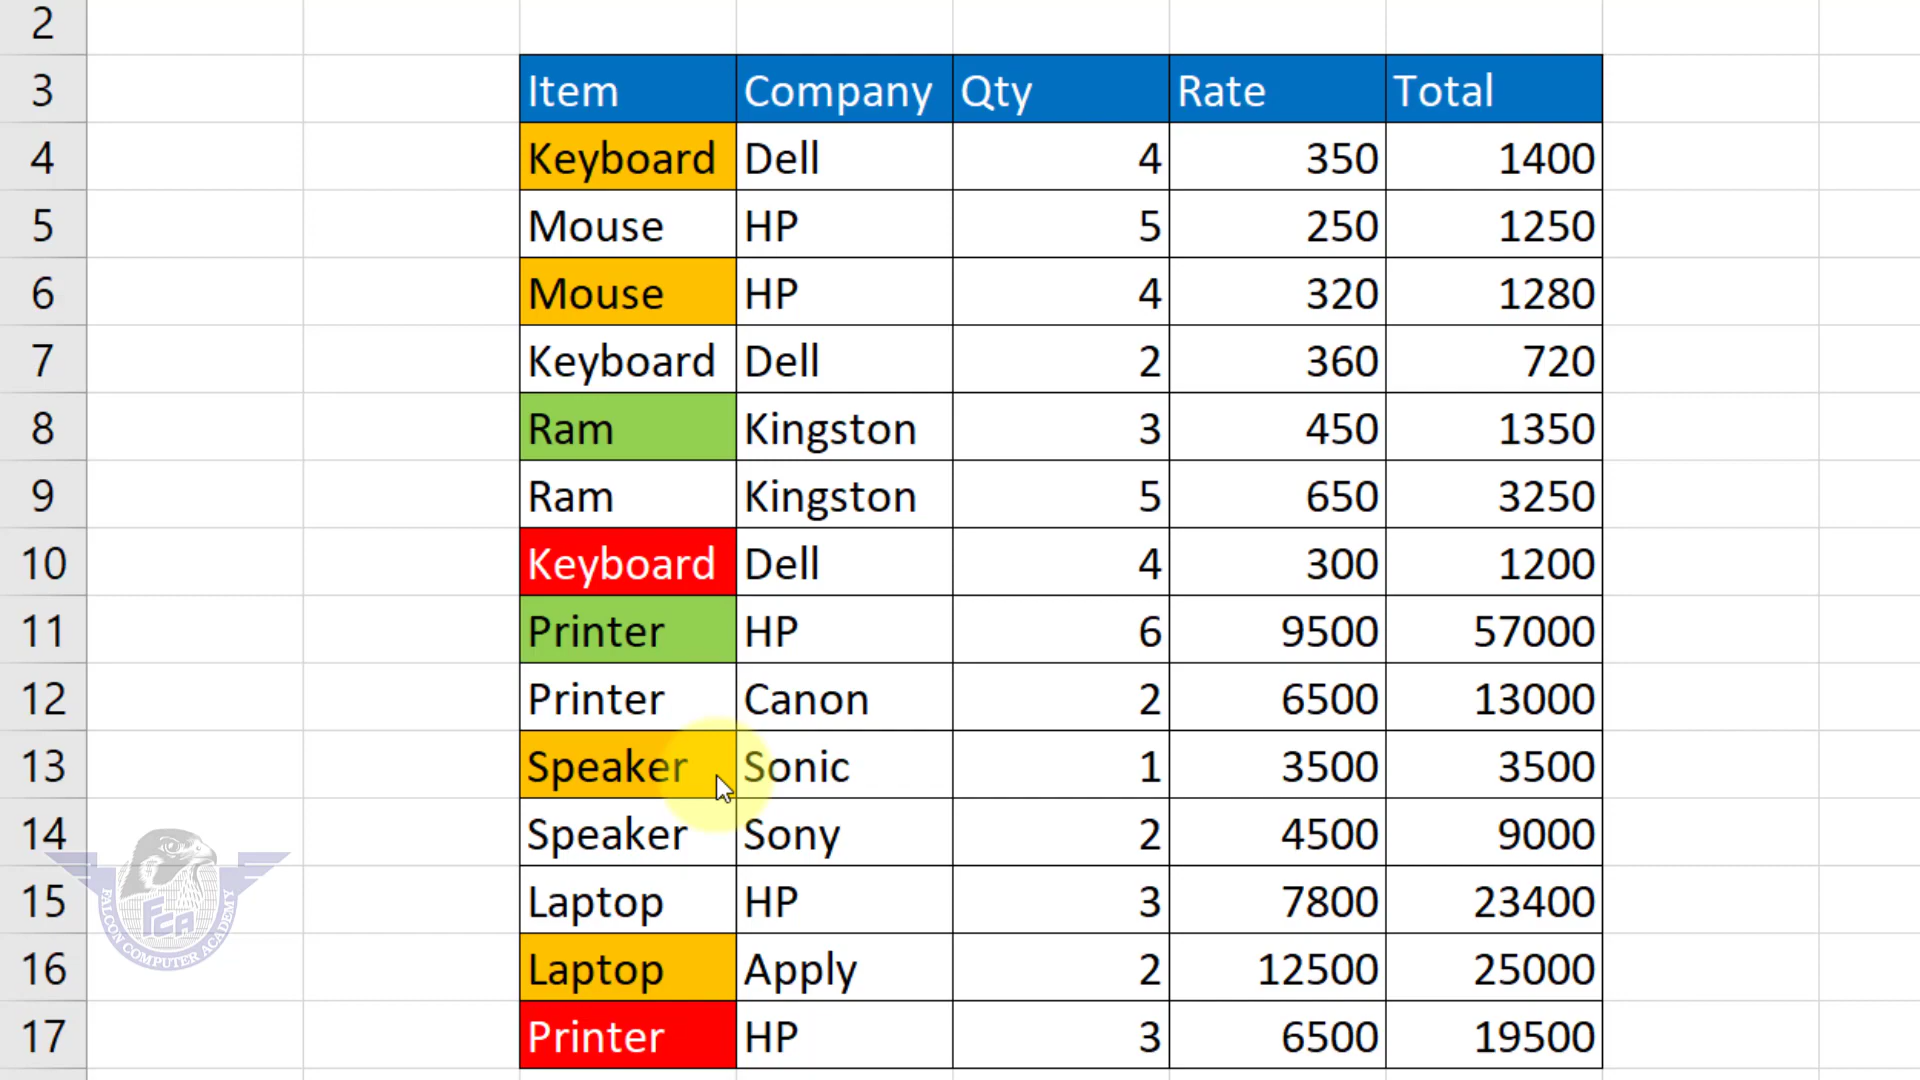 2
3 Item Company Qty Rate Total
4 Keyboard Dell 4 350 1400
5 Mouse HP 5 250 1250
6 Mouse HP 4 320 1280
7 Keyboard Dell 2 360 720
8 Ram Kingston 3 450 1350
9 Ram Kingston 5 650 3250
10 Keyboard Dell 4 300 1200
11 Printer HP 6 9500 57000
12 Printer Canon 2 6500 13000
13 Speaker Sonic 1 3500 3500
14 Speaker Sony 2 4500 9000
15 Laptop HP 3 7800 23400
16 Laptop Apply 2 12500 25000
17 Printer HP 3 6500 19500
FCA
FALCON COMPUTER ACADEMY